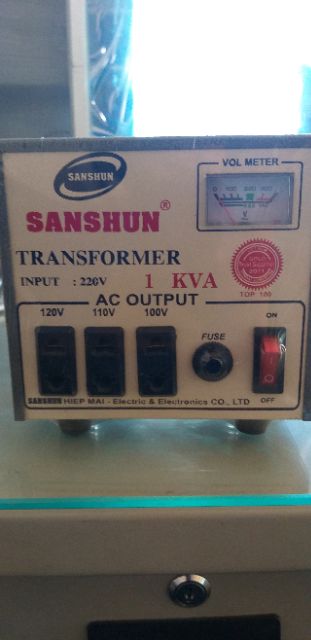 SANSHUN
VOL METER
SANSHUN®
TRANSFORMER
INPUT : 220V
1 KVA
TOP 100
AC OUTPUT
120V 110V 100V
FUSE
ON
OFF
SANSHUN HIEP MAI - Electric & Electronics CO., LTD